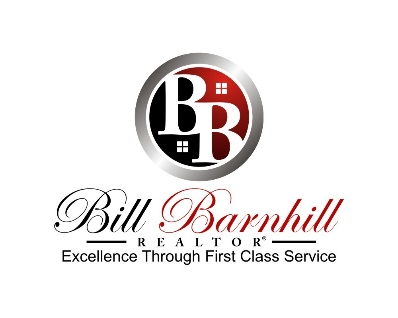 BB
Bill Barnhill
REALTOR®
Excellence Through First Class Service